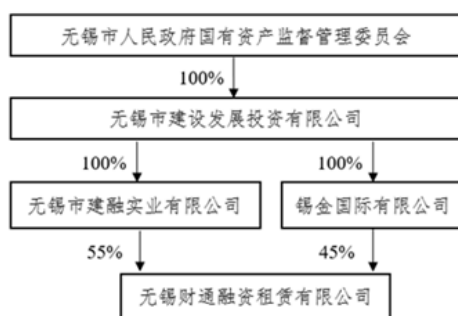 无锡市人民政府国有资产监督管理委员会
100%
无锡市建设发展投资有限公司
100% 100%
无锡市建融实业有限公司 锡金国际有限公司
55% 45%
无锡财通融资租赁有限公司